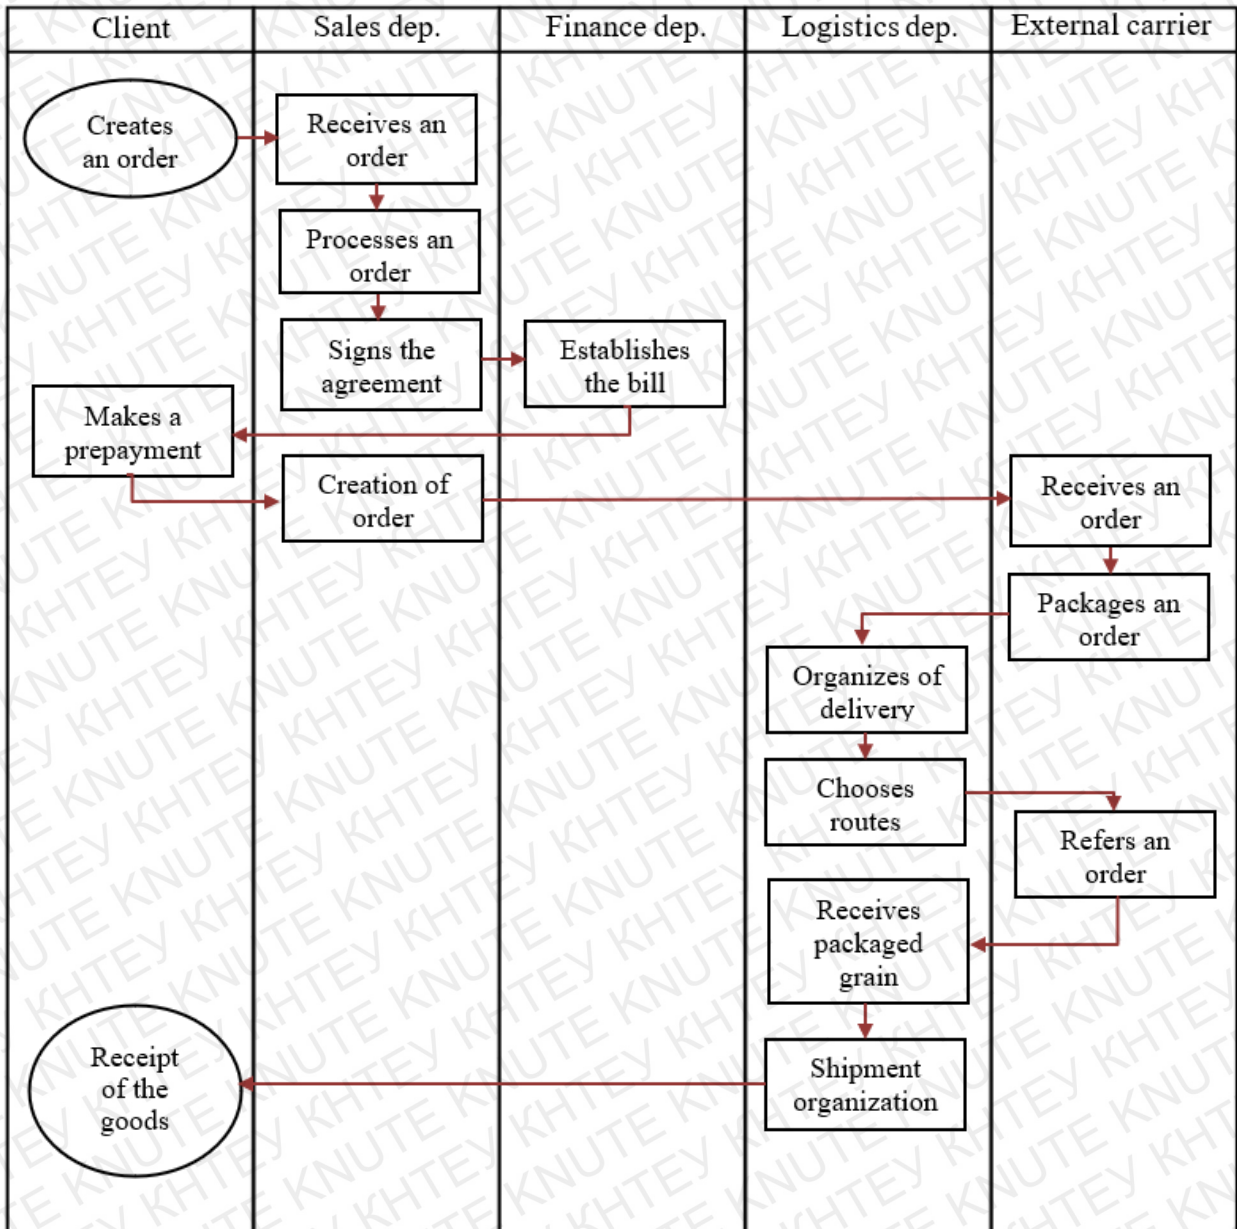 Client
Sales dep.
Finance dep.
Logistics dep.
External carrier
Creates
an order
Receives an
order
Processes an
order
Signs the
agreement
Establishes
the bill
Makes a
prepayment
Creation of
order
Receives an
order
Packages an
order
Organizes of
delivery
Chooses
routes
Refers an
order
Receives
packaged
grain
Shipment
organization
Receipt
of the
goods
KNUTE КНТЕУ